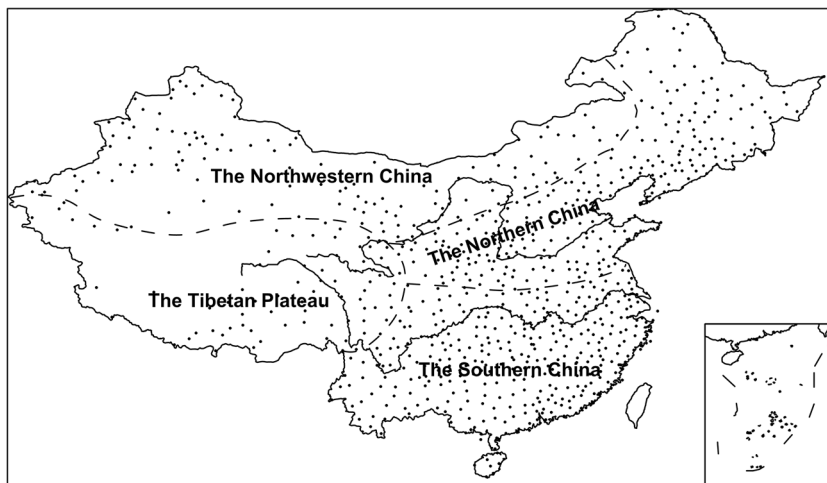 The Northwestern China
The Northern China
The Tibetan Plateau
The Southern China